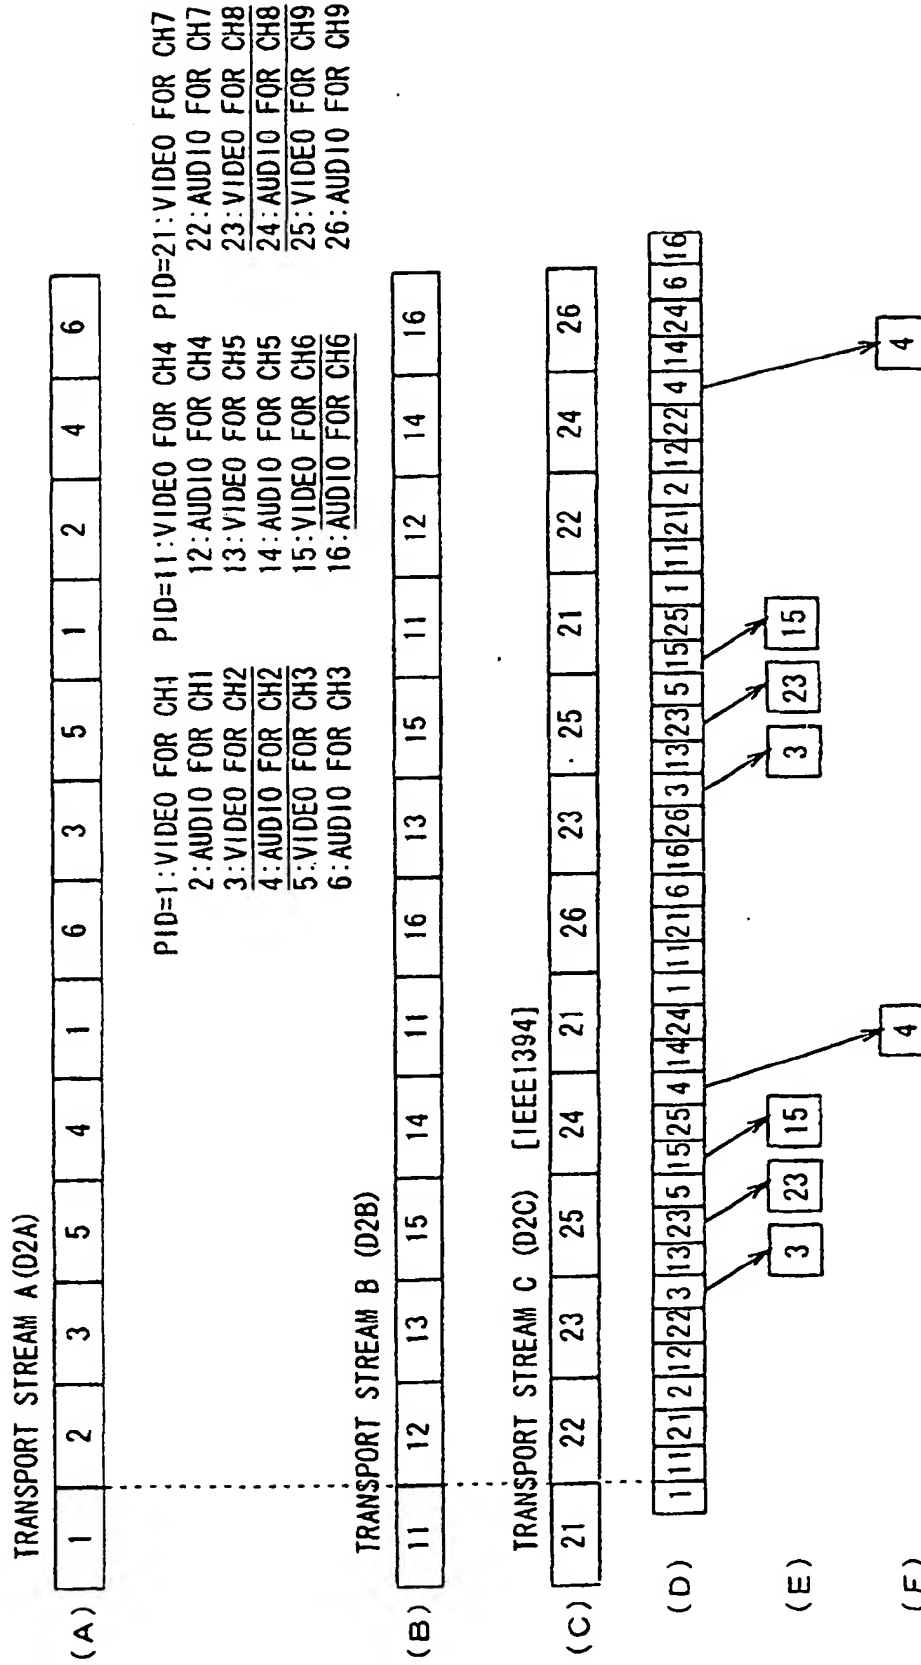 TRANSPORT STREAM A(D2A)
(A) 1 2 3 5 4 1 6 3 5 1 2 4 6
PID=1:VIDEO FOR CH1
2:AUDIO FOR CH1
3:VIDEO FOR CH2
4:AUDIO FOR CH2
5:VIDEO FOR CH3
6:AUDIO FOR CH3
PID=11:VIDEO FOR CH4
12:AUDIO FOR CH4
13:VIDEO FOR CH5
14:AUDIO FOR CH5
15:VIDEO FOR CH6
16:AUDIO FOR CH6
PID=21:VIDEO FOR CH7
22:AUDIO FOR CH7
23:VIDEO FOR CH8
24:AUDIO FOR CH8
25:VIDEO FOR CH9
26:AUDIO FOR CH9
TRANSPORT STREAM B (D2B)
(B) 11 12 13 15 14 11 16 13 15 11 12 14 16
TRANSPORT STREAM C (D2C) [IEEE1394]
(C) 21 22 23 25 24 21 26 23 25 21 22 24 26
(D) 1 11 21 2 12 22 3 13 23 5 15 25 4 14 24 1 11 21 6 16 26 3 13 23 5 15 25 1 11 21 2 12 22 4 14 24 6 16
(E) 3 23 15 3 23 15
(F) 4 4